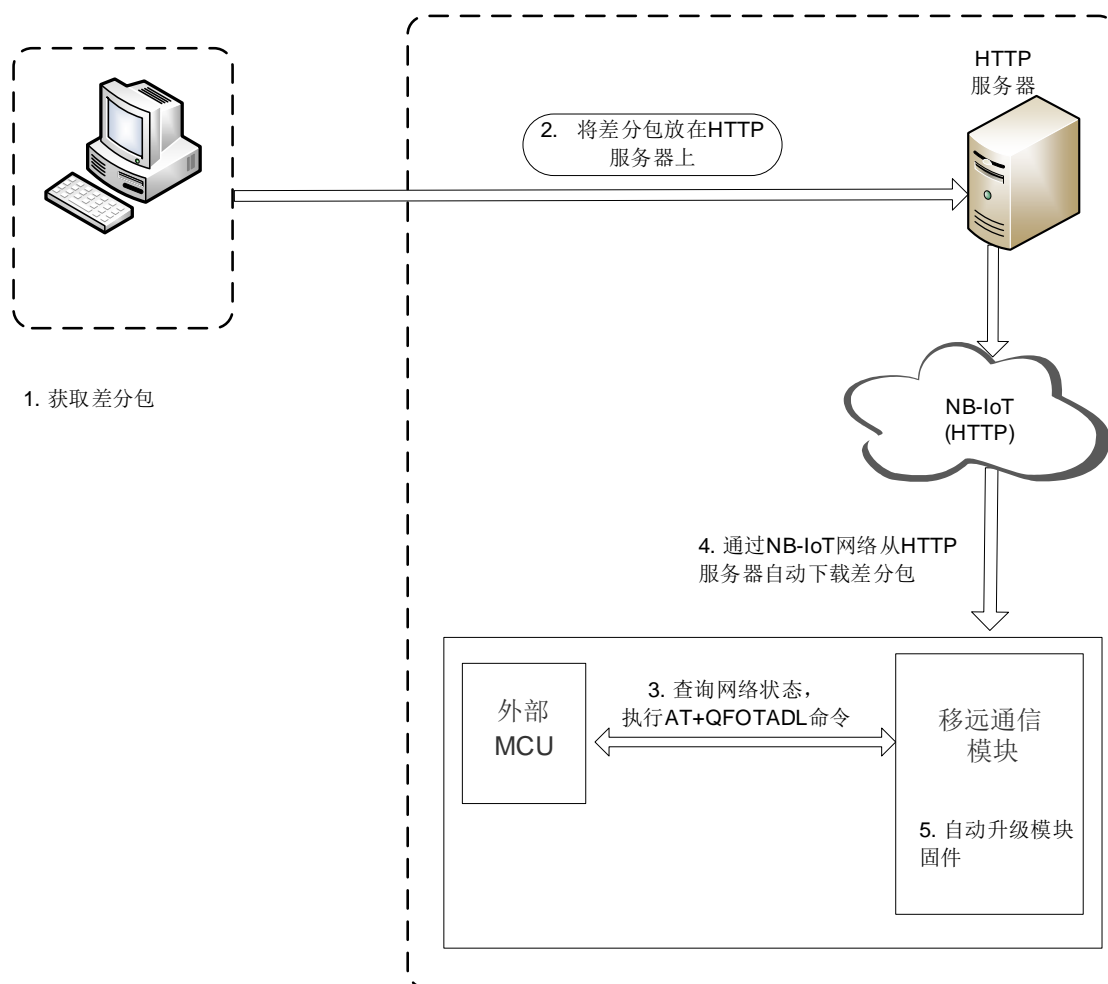 HTTP
服务器
2. 将差分包放在HTTP
服务器上
1. 获取差分包
NB-IoT
(HTTP)
4. 通过NB-IoT网络从HTTP
服务器自动下载差分包
3. 查询网络状态，
执行AT+QFOTADL命令
外部
MCU
移远通信
模块
5. 自动升级模块
固件